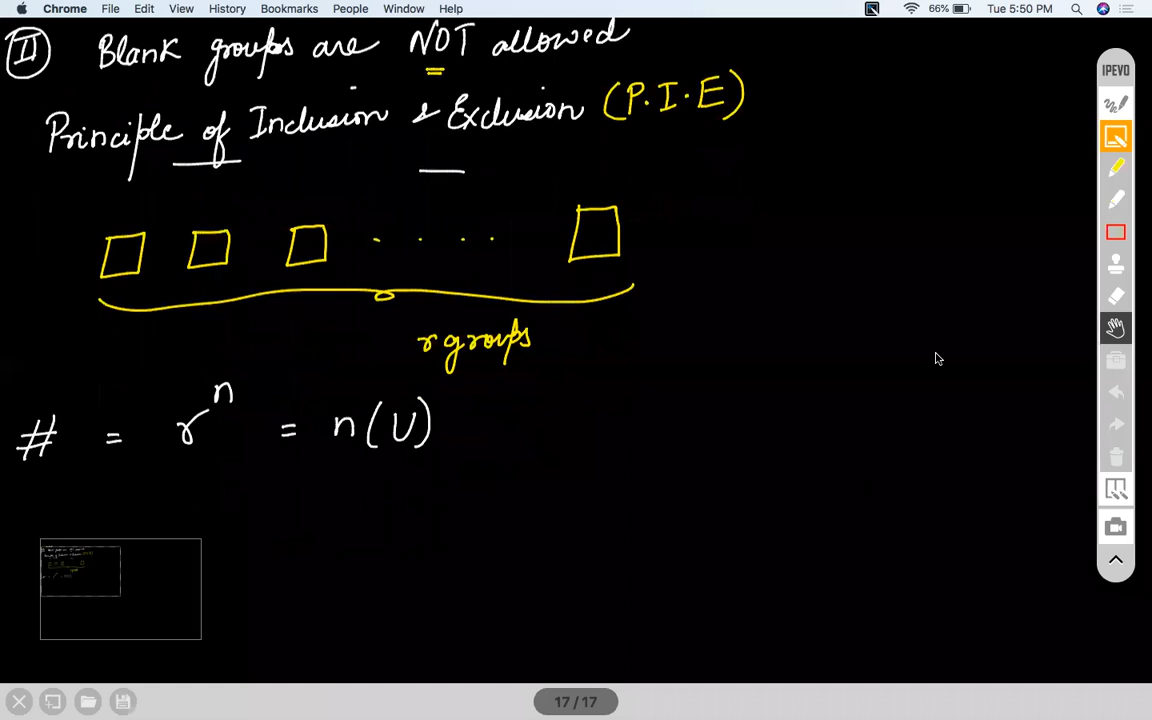 Chrome File Edit View History Bookmarks People Window Help 66% Tue 5:50 PM
II Blank groups are NOT allowed
IPEVO
Principle of Inclusion & Exclusion (P.I.E)
r groups
# = r^n = n(U)
17 / 17